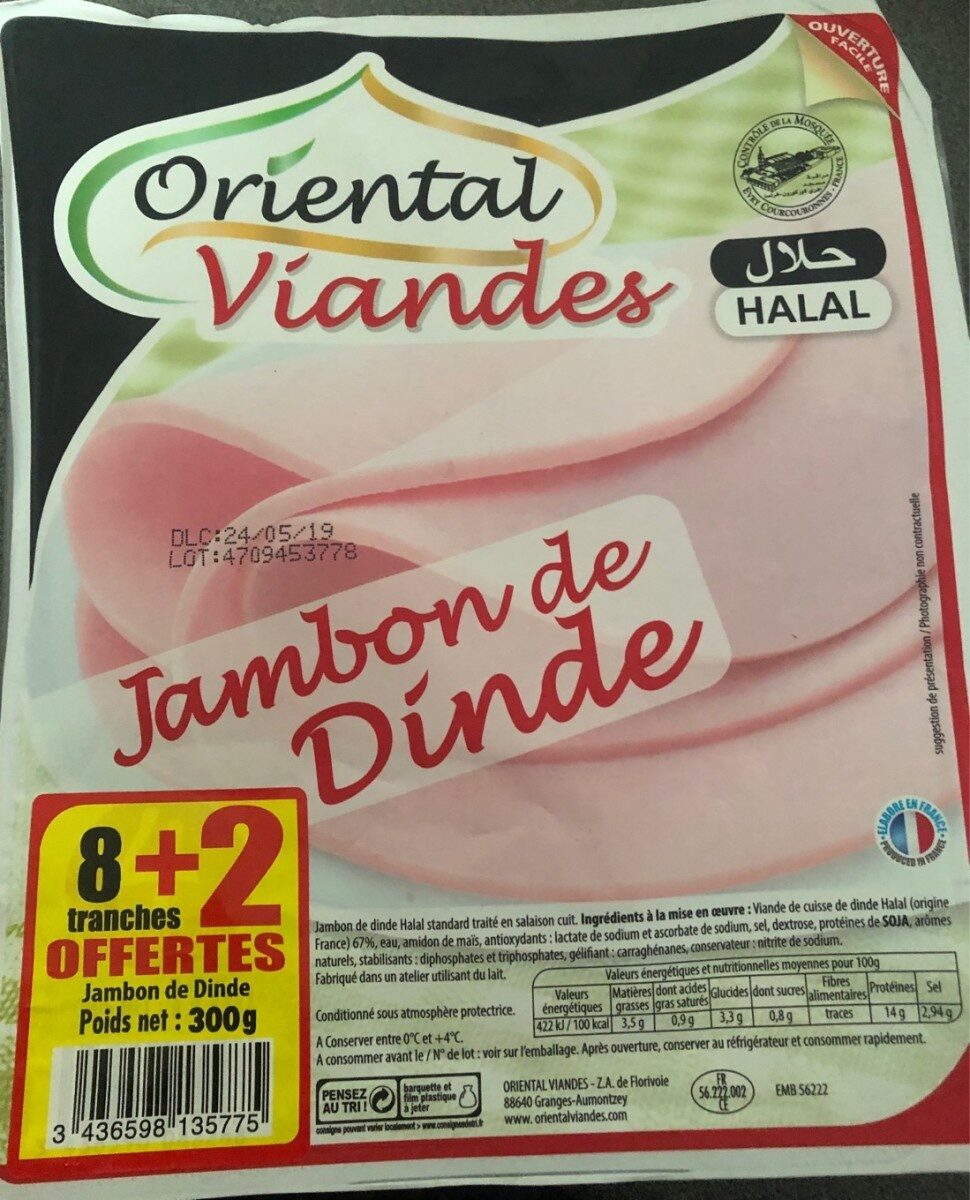 OUVERTURE
FACILE
Oriental
Viandes
CONTRÔLE DE LA MOSQUÉE
EVRY COURCOURONNES - FRANCE
حلال
HALAL
DLC:24/05/19
LOT:4709453778
Jambon de
Dinde
suggestion de présentation / Photographie non contractuelle
ELABORE EN FRANCE
PRODUCED IN FRANCE
8+2
tranches
OFFERTES
Jambon de Dinde
Poids net : 300g
3 436598 135775
Jambon de dinde Halal standard traité en salaison cuit. Ingrédients à la mise en œuvre : Viande de cuisse de dinde Halal (origine
France) 67%, eau, amidon de maïs, antioxydants : lactate de sodium et ascorbate de sodium, sel, dextrose, protéines de SOJA, arômes
naturels, stabilisants : diphosphates et triphosphates, gélifiant : carraghénanes, conservateur : nitrite de sodium.
Fabriqué dans un atelier utilisant du lait.
Conditionné sous atmosphère protectrice.
Valeurs énergétiques et nutritionnelles moyennes pour 100g
Valeurs énergétiques Matières grasses dont acides gras saturés Glucides dont sucres Fibres alimentaires Protéines Sel
422 kJ / 100 kcal 3,5 g 0,9 g 3,3 g 0,8 g traces 14 g 2,94 g
A Conserver entre 0°C et +4°C.
A consommer avant le / N° de lot : voir sur l'emballage. Après ouverture, conserver au réfrigérateur et consommer rapidement.
PENSEZ
AU TRI !
barquette et
film plastique
à jeter
consigne pouvant varier localement > www.consignesdetri.fr
ORIENTAL VIANDES - Z.A. de Florivoie
88640 Granges-Aumontzey
www. orientalviandes.com
FR
56.222.002
CE
EMB 56222